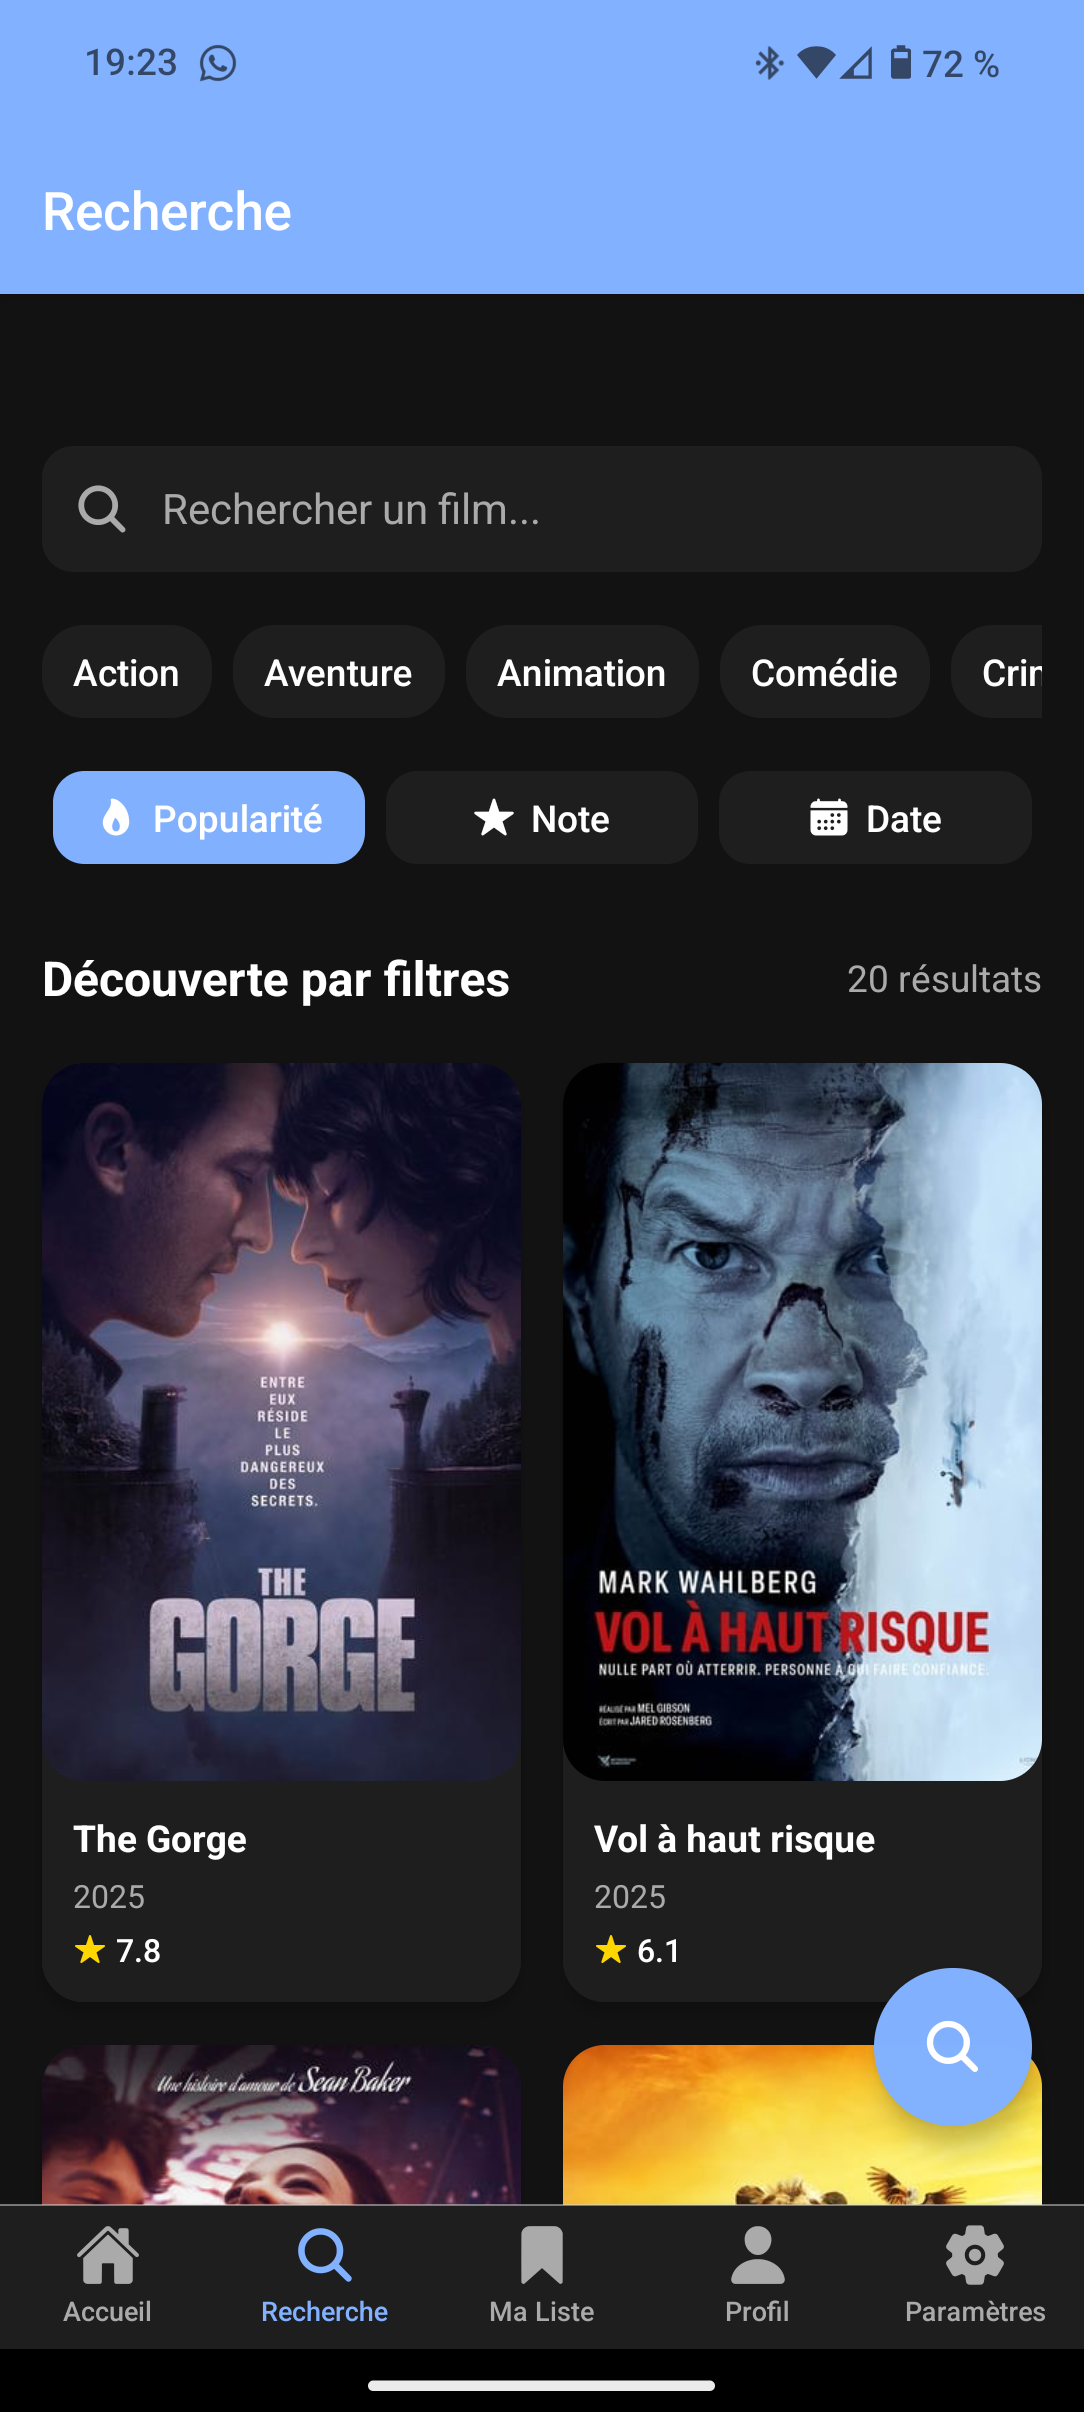 19:23
72 %
Recherche
Rechercher un film...
Action
Aventure
Animation
Comédie
Crim
Popularité
Note
Date
Découverte par filtres
20 résultats
ENTRE
EUX
RÉSIDE
LE
PLUS
DANGEREUX
DES
SECRETS.
THE
GORGE
MARK WAHLBERG
VOL À HAUT RISQUE
NULLE PART OÙ ATTERRIR. PERSONNE À QUI FAIRE CONFIANCE.
RÉALISÉ PAR MEL GIBSON
ÉCRIT PAR JARED ROSENBERG
The Gorge
2025
7.8
Vol à haut risque
2025
6.1
Une histoire d'amour de Sean Baker
Accueil
Recherche
Ma Liste
Profil
Paramètres